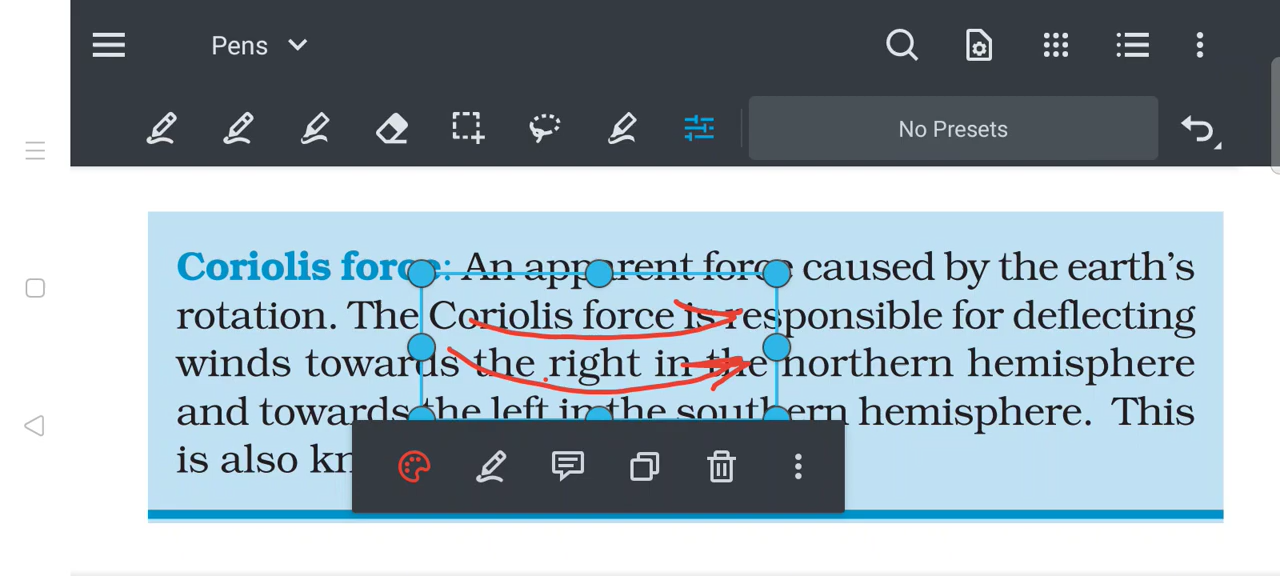 Pens
No Presets
Coriolis force: An apparent force caused by the earth's
rotation. The Coriolis force is responsible for deflecting
winds towards the right in the northern hemisphere
and towards the left in the southern hemisphere. This
is also